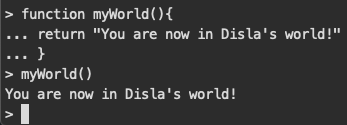 > function myWorld(){
... return "You are now in Disla's world!"
... }
> myWorld()
You are now in Disla's world!
>